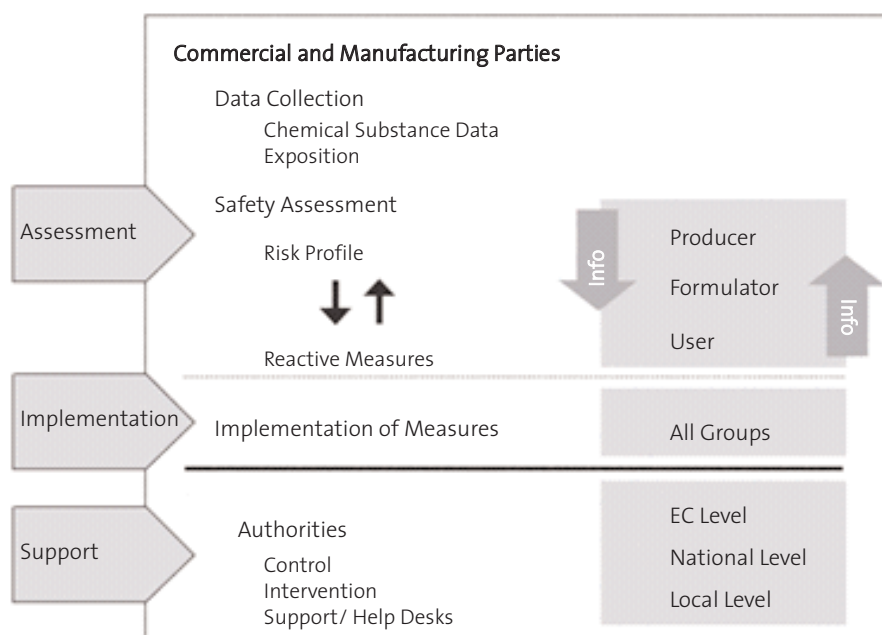 Commercial and Manufacturing Parties
Data Collection
Chemical Substance Data
Exposition
Assessment
Safety Assessment
Risk Profile
Reactive Measures
Info
Producer
Formulator
User
Info
Implementation
Implementation of Measures
All Groups
Support
Authorities
Control
Intervention
Support/ Help Desks
EC Level
National Level
Local Level